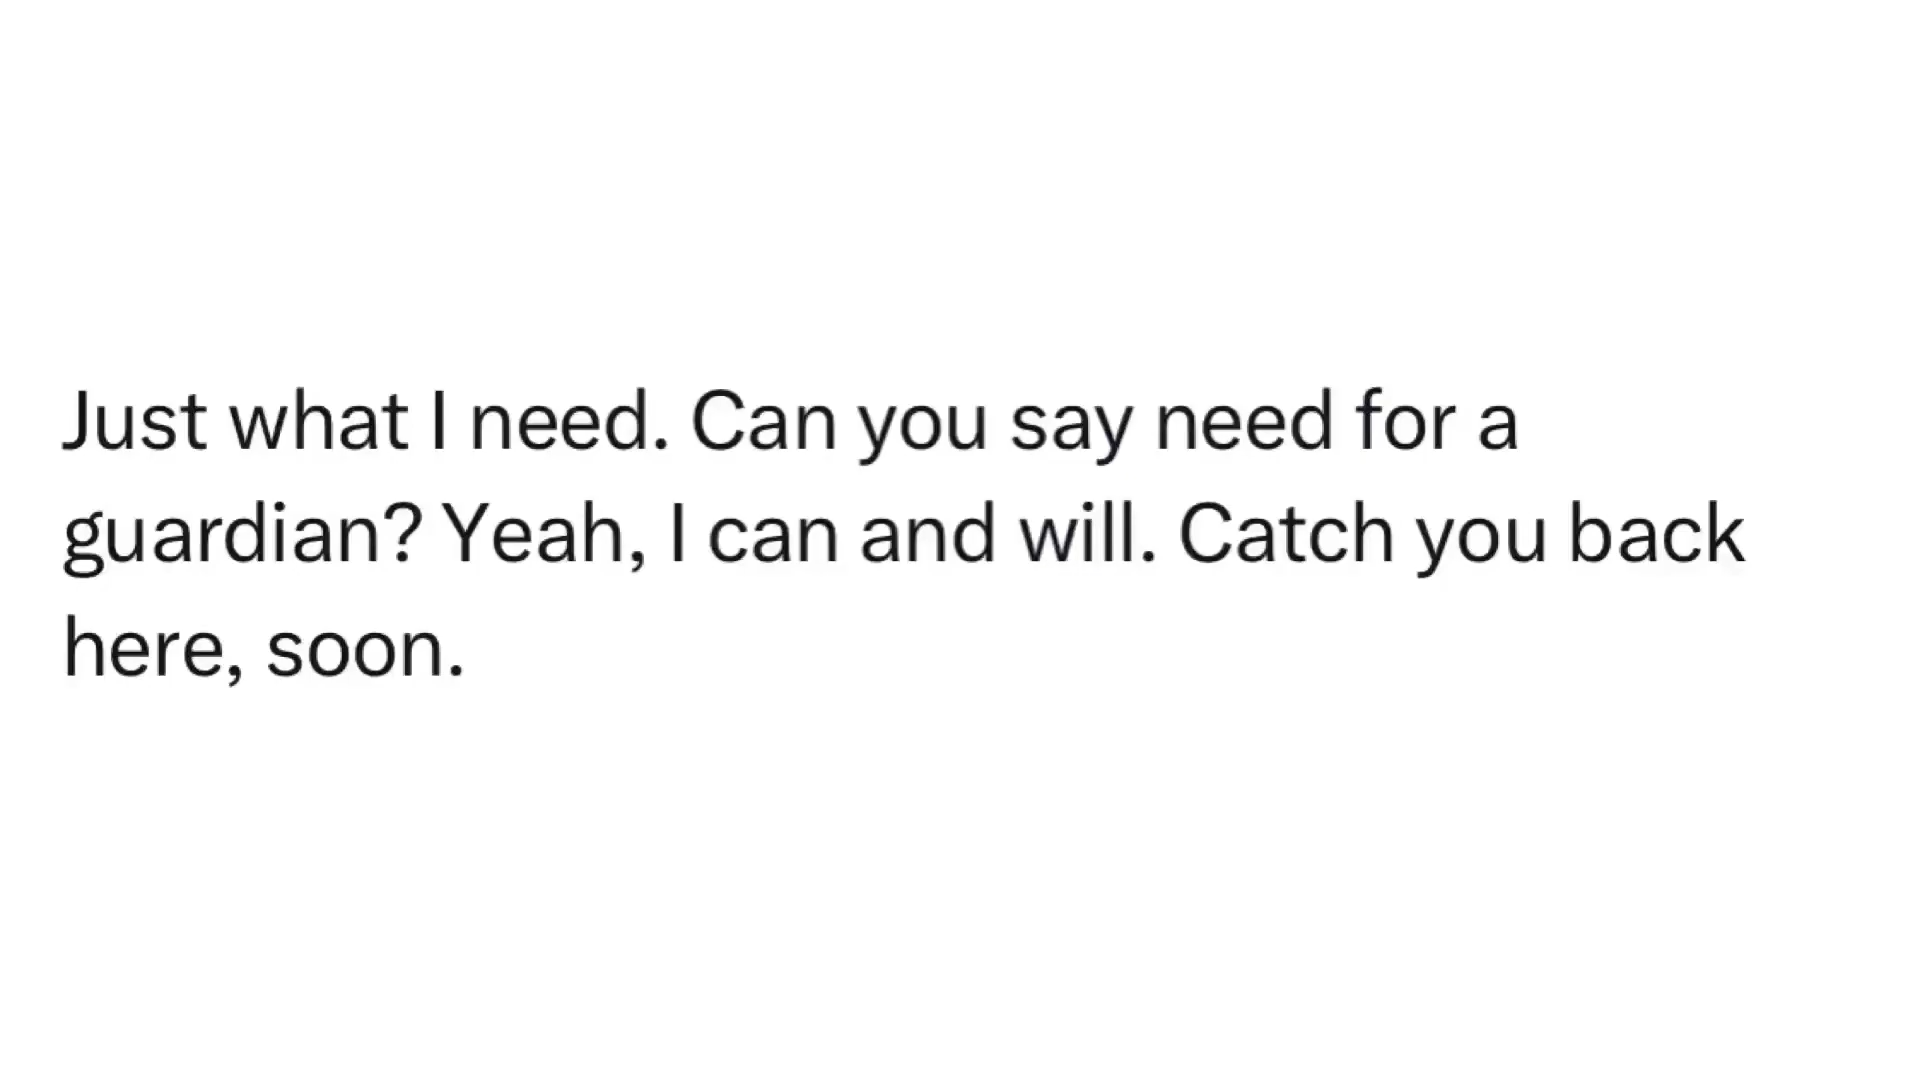 Just what I need. Can you say need for a
guardian? Yeah, I can and will. Catch you back
here, soon.